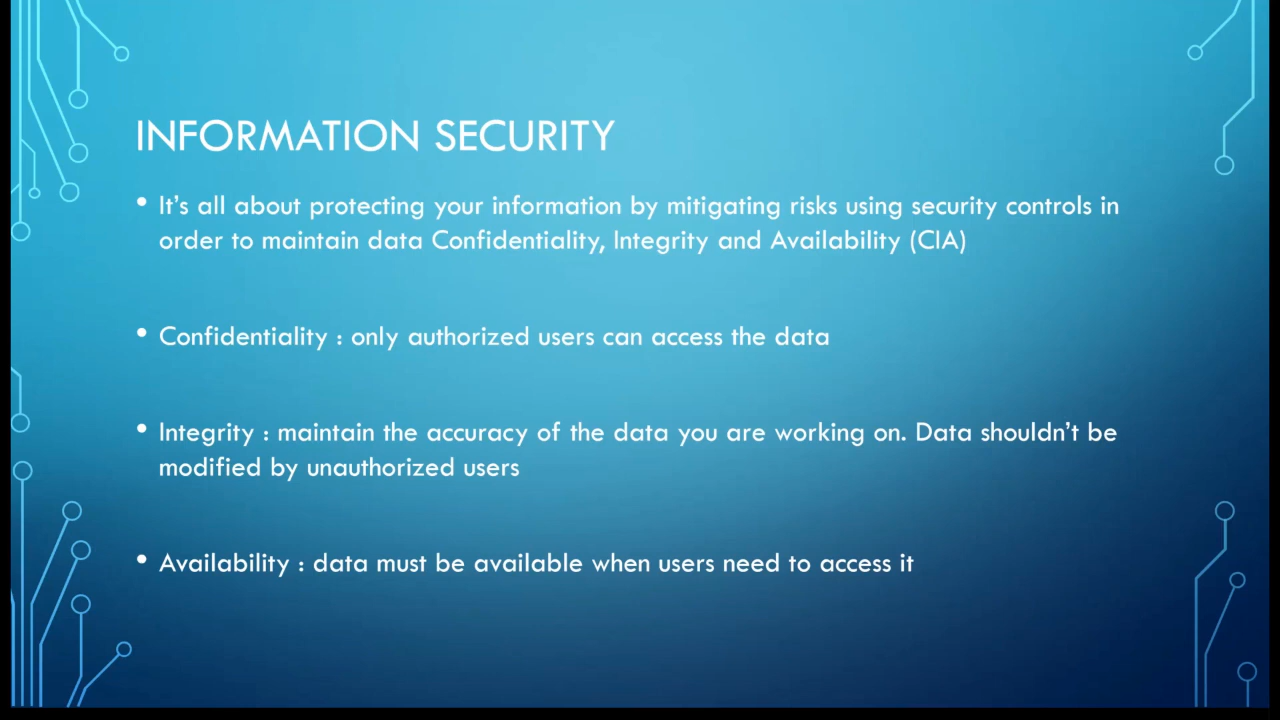 INFORMATION SECURITY
• It's all about protecting your information by mitigating risks using security controls in
order to maintain data Confidentiality, Integrity and Availability (CIA)
• Confidentiality : only authorized users can access the data
• Integrity : maintain the accuracy of the data you are working on. Data shouldn't be
modified by unauthorized users
• Availability : data must be available when users need to access it